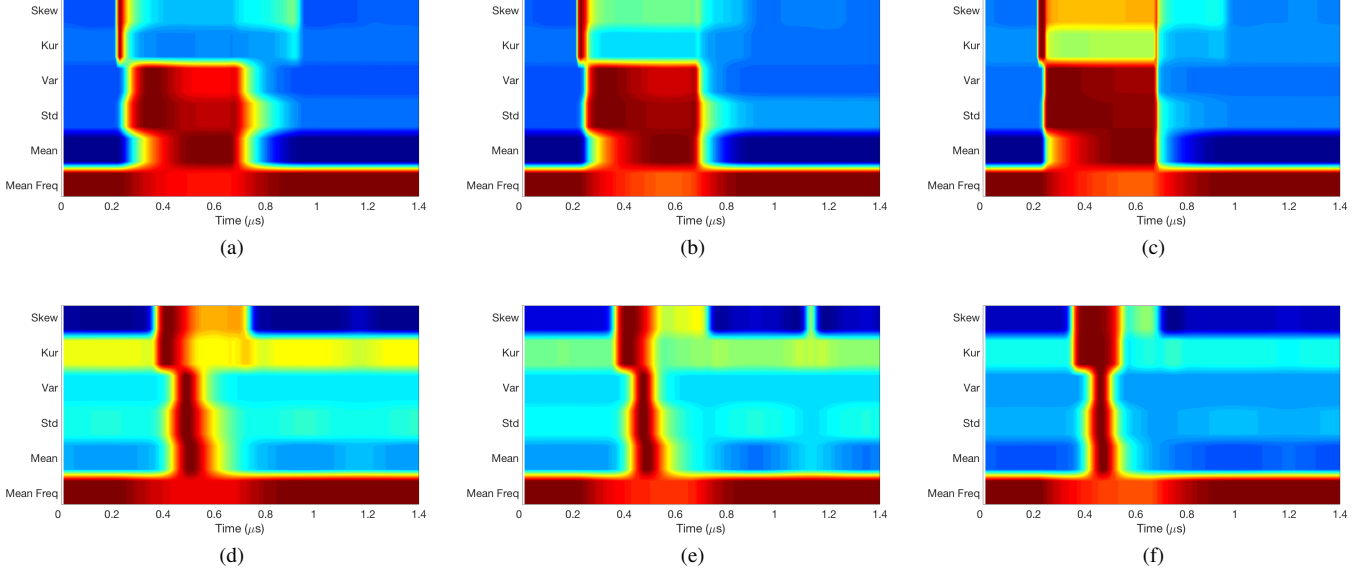 Skew Skew Skew
Kur Kur Kur
Var Var Var
Std Std Std
Mean Mean Mean
Mean Freq Mean Freq Mean Freq
0 0.2 0.4 0.6 0.8 1 1.2 1.4 0 0.2 0.4 0.6 0.8 1 1.2 1.4 0 0.2 0.4 0.6 0.8 1 1.2 1.4
Time (μs) Time (μs) Time (μs)
(a) (b) (c)
Skew Skew Skew
Kur Kur Kur
Var Var Var
Std Std Std
Mean Mean Mean
Mean Freq Mean Freq Mean Freq
0 0.2 0.4 0.6 0.8 1 1.2 1.4 0 0.2 0.4 0.6 0.8 1 1.2 1.4 0 0.2 0.4 0.6 0.8 1 1.2 1.4
Time (μs) Time (μs) Time (μs)
(d) (e) (f)